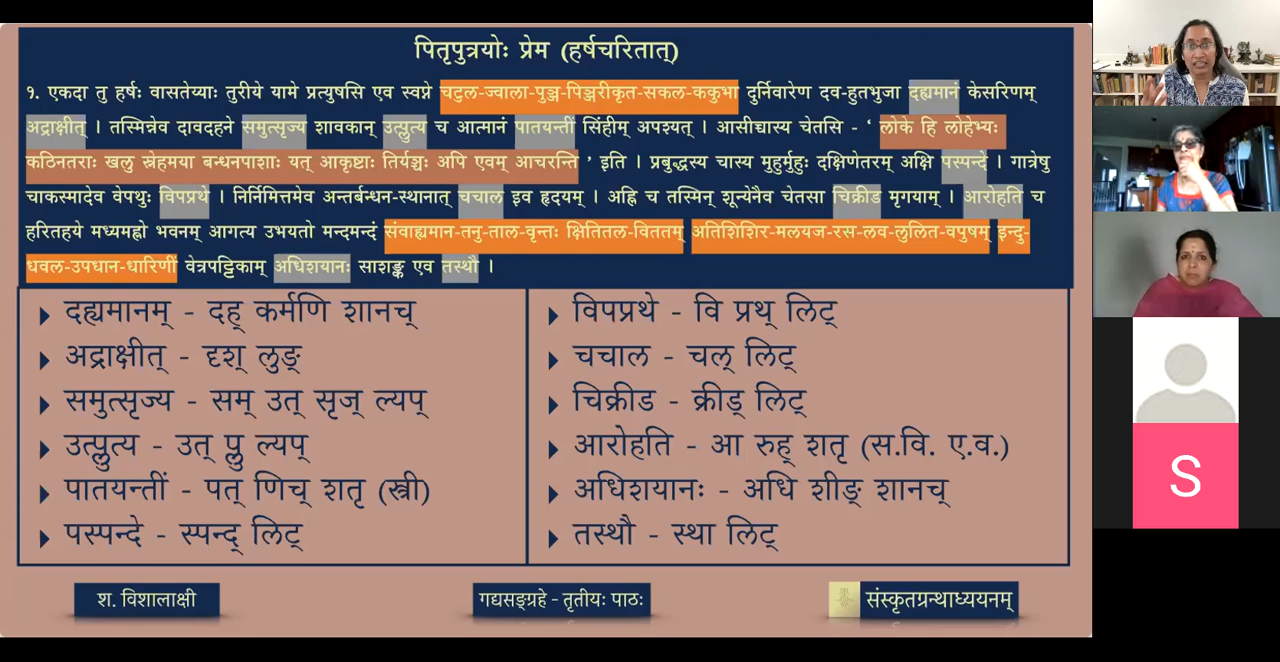 पितृपुत्रयोः प्रेम (हर्षचरितात्)
१. एकदा तु हर्षः वासतेय्याः तुरीये यामे प्रत्युषसि एव स्वप्ने चटुल-ज्वाला-पुञ्ज-पिञ्जरीकृत-सकल-ककुभा दुर्निवारेण दव-हुतभुजा दह्यमानं केसरिणम्
अद्राक्षीत् । तस्मिन्नेव दावदहने समुत्सृज्य शावकान् उत्प्लुत्य च आत्मानं पातयन्तीं सिंहीम् अपश्यत् । आसीच्चास्य चेतसि - ‘ लोके हि लोहेभ्यः
कठिनतराः खलु स्नेहमया बन्धनपाशाः यत् आकृष्टाः तिर्यञ्चः अपि एवम् आचरन्ति ’ इति । प्रबुद्धस्य चास्य मुहुर्मुहुः दक्षिणेतरम् अक्षि पस्पन्दे । गात्रेषु
चाकस्मादेव वेपथुः विपप्रथे । निर्निमित्तमेव अन्तर्बन्धन-स्थानात् चचाल इव हृदयम् । अह्नि च तस्मिन् शून्येनैव चेतसा चिक्रीड मृगयाम् । आरोहति च
हरितहये मध्यमह्नो भवनम् आगत्य उभयतो मन्दमन्दं संवाह्यमान-तनु-ताल-वृन्तः क्षितितल-विततम् अतिशिशिर-मलयज-रस-लव-लुलित-वपुषम् इन्दु-
धवल-उपधान-धारिणीं वेत्रपट्टिकाम् अधिशयानः साशङ्क एव तस्थौ ।
दह्यमानम् - दह् कर्मणि शानच्
अद्राक्षीत् - दृश् लुङ्
समुत्सृज्य - सम् उत् सृज् ल्यप्
उत्प्लुत्य - उत् प्लु ल्यप्
पातयन्तीं - पत् णिच् शतृ (स्त्री)
पस्पन्दे - स्पन्द् लिट्
विपप्रथे - वि प्रथ् लिट्
चचाल - चल् लिट्
चिक्रीड - क्रीड् लिट्
आरोहति - आ रुह् शतृ (स.वि. ए.व.)
अधिशयानः - अधि शीङ् शानच्
तस्थौ - स्था लिट्
श. विशालाक्षी
गद्यसङ्ग्रहे - तृतीयः पाठः
संस्कृतग्रन्थाध्ययनम्
S